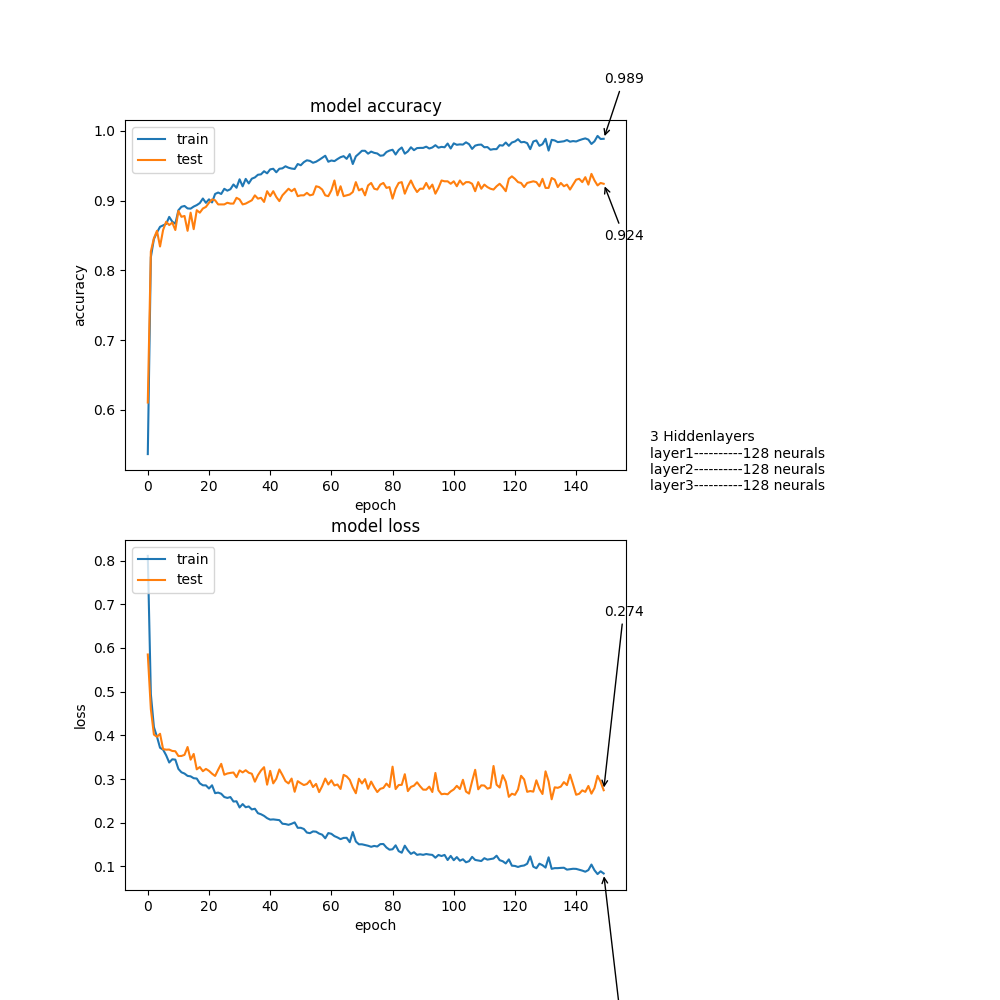 0.989
model accuracy
1.0
train
test
0.9
0.924
0.8
accuracy
0.7
0.6
3 Hiddenlayers
layer1----------128 neurals
layer2----------128 neurals
layer3----------128 neurals
0 20 40 60 80 100 120 140
epoch
model loss
0.8
train
test
0.7
0.274
0.6
0.5
loss
0.4
0.3
0.2
0.1
0 20 40 60 80 100 120 140
epoch